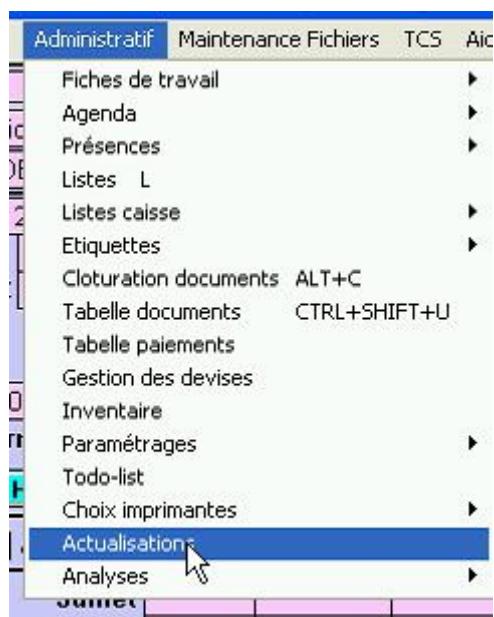 Administratif Maintenance Fichiers TCS
Fiches de travail
Agenda
Présences
Listes L
Listes caisse
Etiquettes
Cloturation documents ALT+C
Tabelle documents CTRL+SHIFT+U
Tabelle paiements
Gestion des devises
Inventaire
Paramétrages
Todo-list
Choix imprimantes
Actualisations
Analyses
Juillet